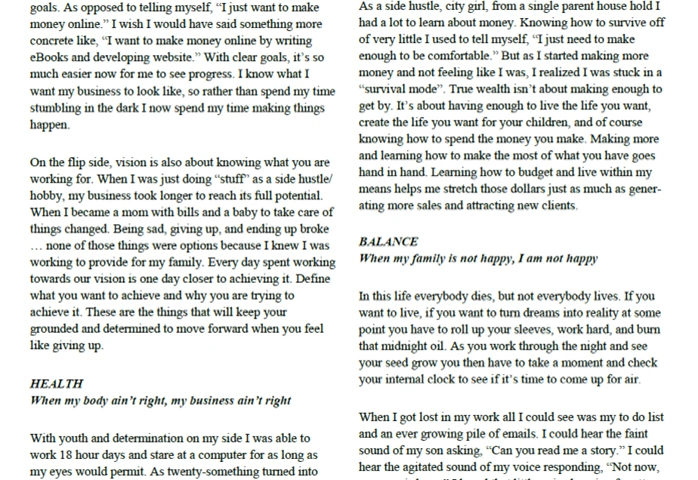 goals. As opposed to telling myself, “I just want to make
money online.” I wish I would have said something more
concrete like, “I want to make money online by writing
eBooks and developing website.” With clear goals, it’s so
much easier now for me to see progress. I know what I
want my business to look like, so rather than spend my time
stumbling in the dark I now spend my time making things
happen.
On the flip side, vision is also about knowing what you are
working for. When I was just doing “stuff” as a side hustle/
hobby, my business took longer to reach its full potential.
When I became a mom with bills and a baby to take care of
things changed. Being sad, giving up, and ending up broke
… none of those things were options because I knew I was
working to provide for my family. Every day spent working
towards our vision is one day closer to achieving it. Define
what you want to achieve and why you are trying to
achieve it. These are the things that will keep your
grounded and determined to move forward when you feel
like giving up.
HEALTH
When my body ain’t right, my business ain’t right
With youth and determination on my side I was able to
work 18 hour days and stare at a computer for as long as
my eyes would permit. As twenty-something turned into
As a side hustle, city girl, from a single parent house hold I
had a lot to learn about money. Knowing how to survive off
of very little I used to tell myself, “I just need to make
enough to be comfortable.” But as I started making more
money and not feeling like I was, I realized I was stuck in a
“survival mode”. True wealth isn’t about making enough to
get by. It’s about having enough to live the life you want,
create the life you want for your children, and of course
knowing how to spend the money you make. Making more
and learning how to make the most of what you have goes
hand in hand. Learning how to budget and live within my
means helps me stretch those dollars just as much as gener-
ating more sales and attracting new clients.
BALANCE
When my family is not happy, I am not happy
In this life everybody dies, but not everybody lives. If you
want to live, if you want to turn dreams into reality at some
point you have to roll up your sleeves, work hard, and burn
that midnight oil. As you work through the night and see
your seed grow you then have to take a moment and check
your internal clock to see if it’s time to come up for air.
When I got lost in my work all I could see was my to do list
and an ever growing pile of emails. I could hear the faint
sound of my son asking, “Can you read me a story.” I could
hear the agitated sound of my voice responding, “Not now,